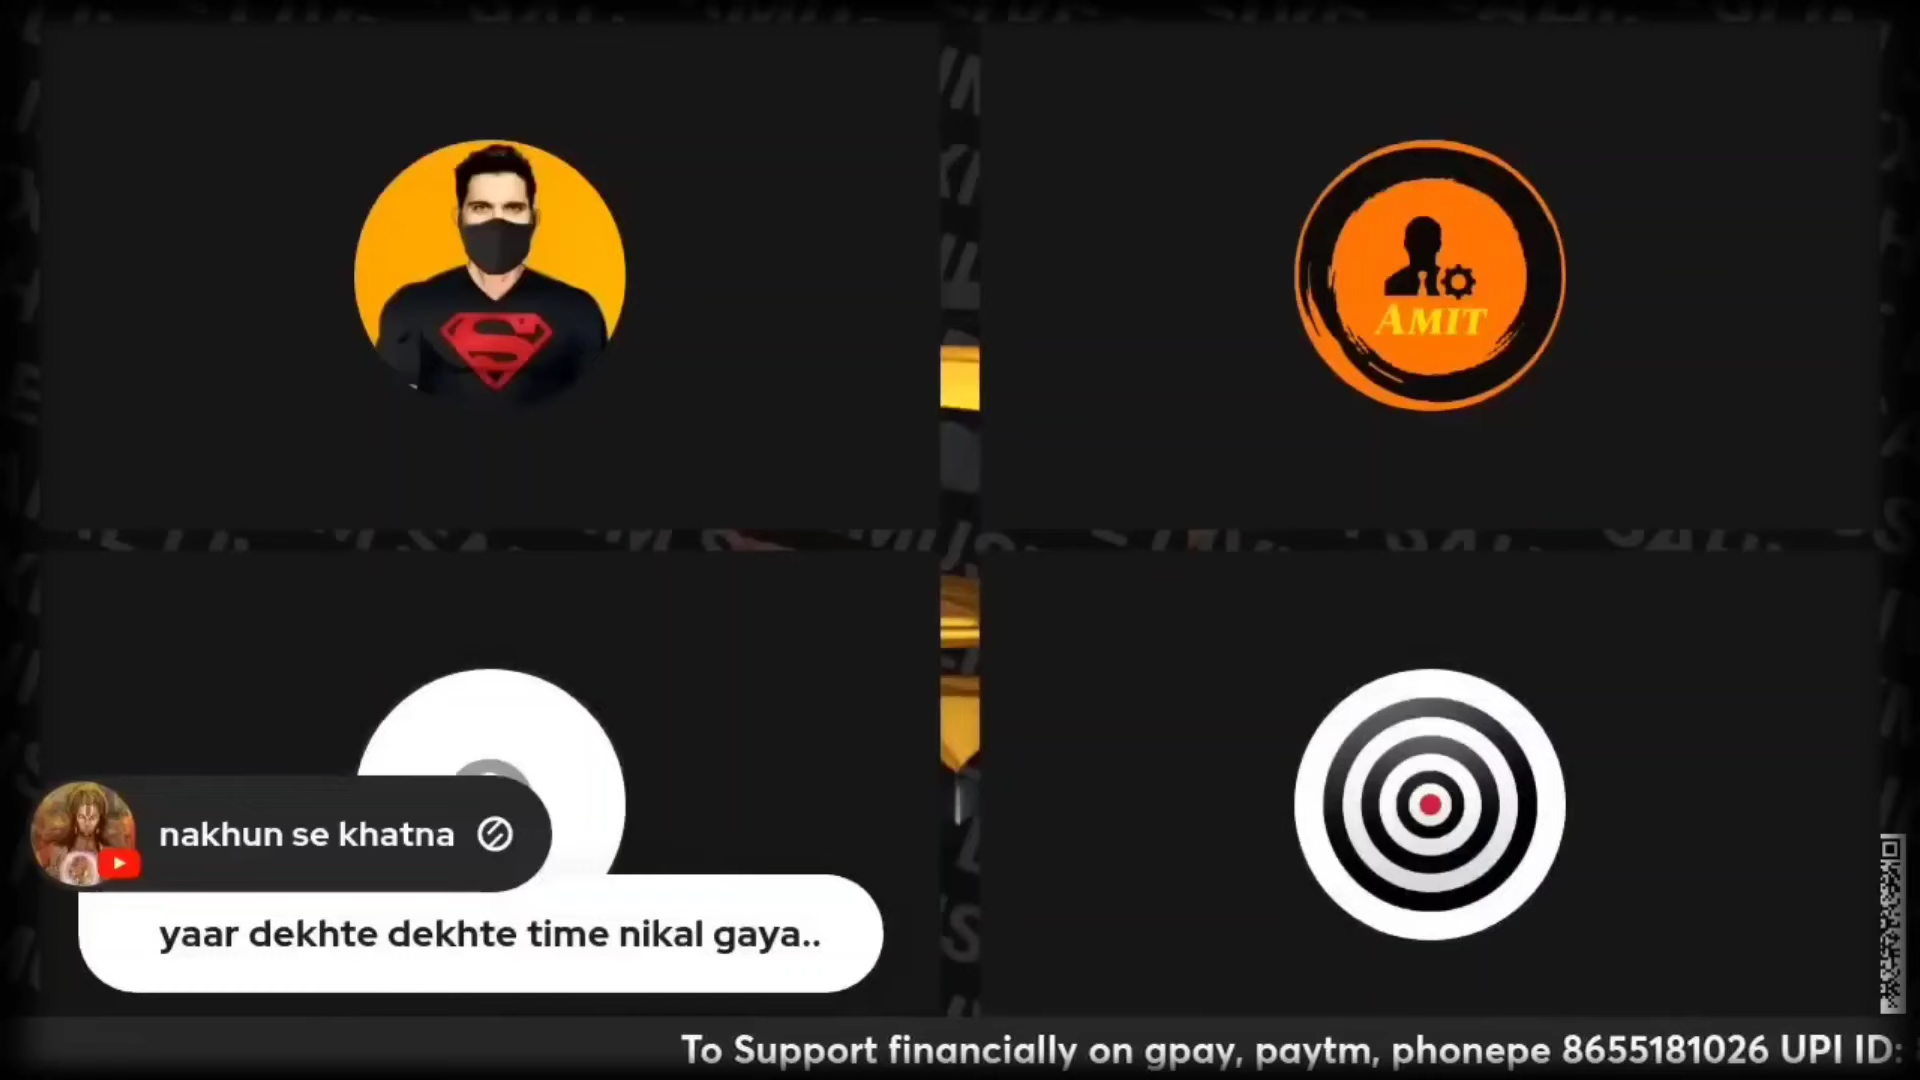 AMIT
nakhun se khatna
yaar dekhte dekhte time nikal gaya..
To Support financially on gpay, paytm, phonepe 8655181026 UPI ID: